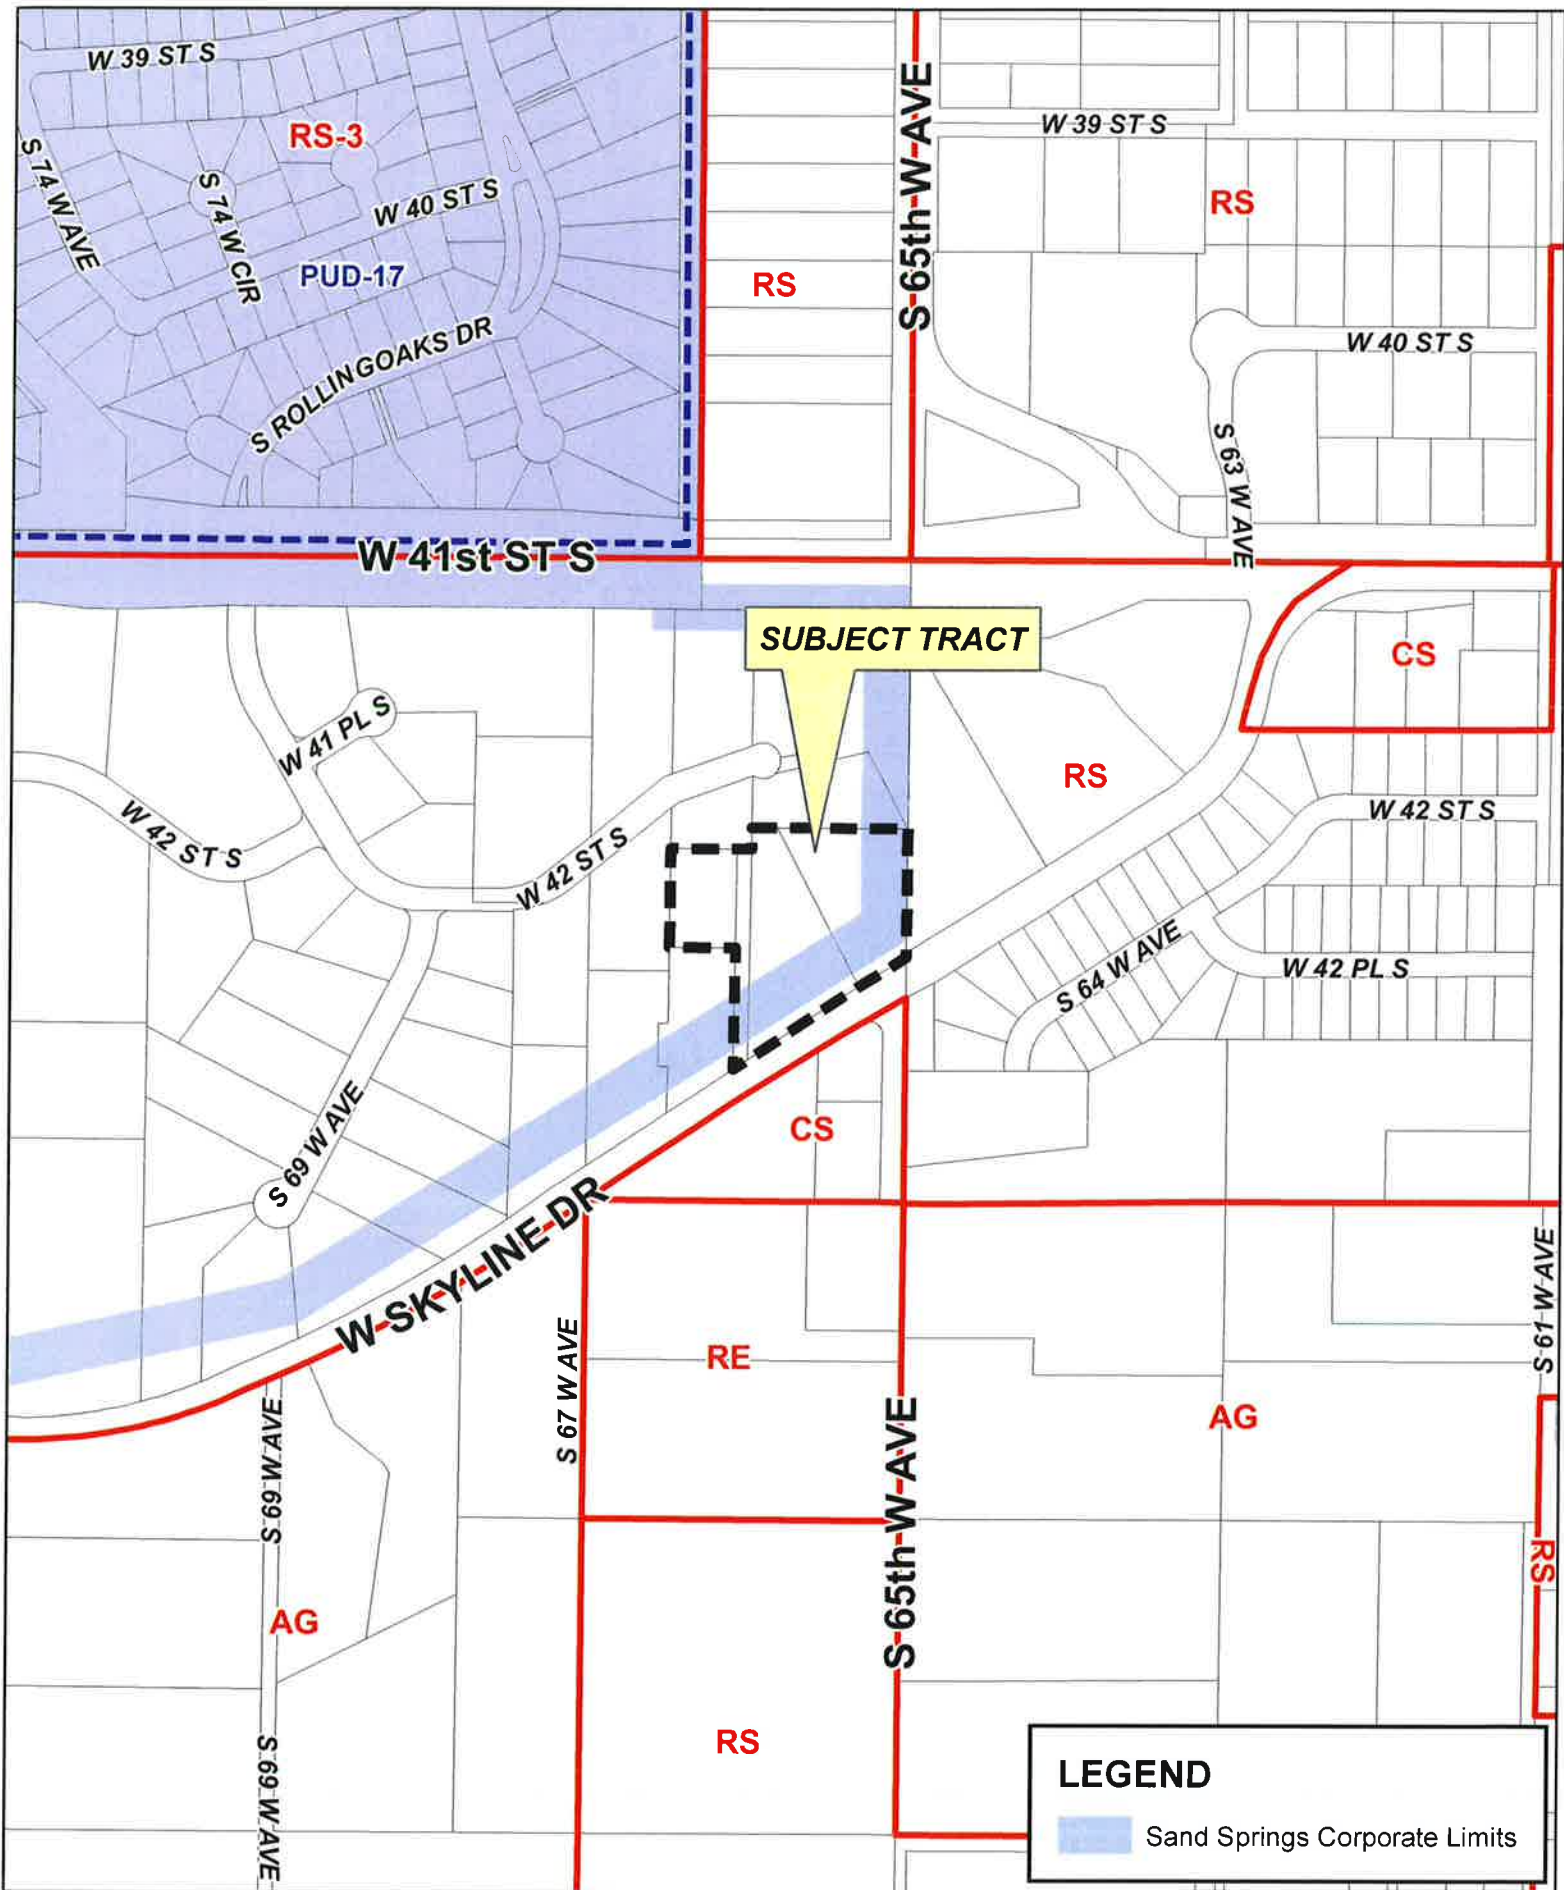 W 39 ST S
S 65th W AVE
W 39 ST S
RS-3
S 74 W AVE
S 74 W CIR
W 40 ST S
RS
PUD-17
RS
S ROLLINGOAKS DR
W 40 ST S
S 63 W AVE
W 41st ST S
SUBJECT TRACT
CS
W 41 PL S
RS
W 42 ST S
W 42 ST S
W 42 ST S
S 64 W AVE
W 42 PL S
S 69 W AVE
CS
W SKYLINE DR
S 67 W AVE
RE
S 61 W AVE
S 69 W AVE
AG
S 65th W AVE
RS
AG
RS
S 69 W AVE
LEGEND
Sand Springs Corporate Limits